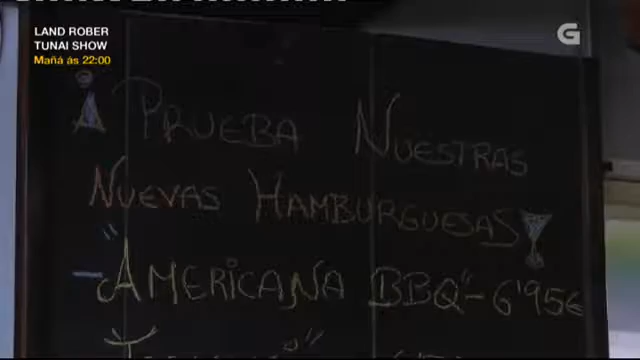 LAND ROBER
TUNAI SHOW
Mañá ás 22:00
G
¡PRUEBA NUESTRAS
NUEVAS HAMBURGUESAS!
-"AMERICANA BBQ"-6'95€